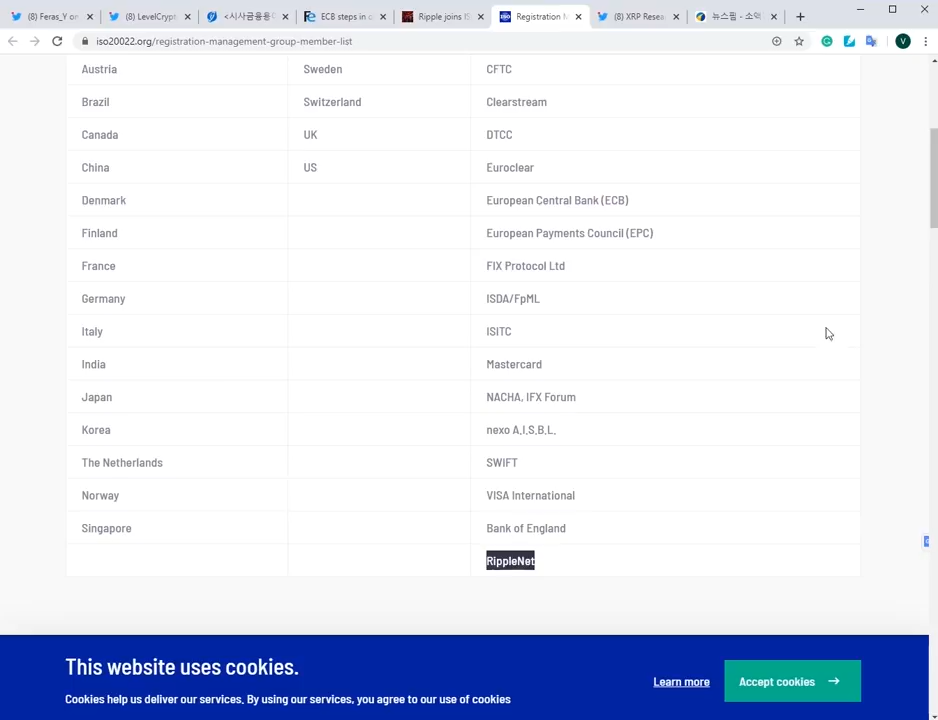 (8) Feras_Y or
(8) LevelCrypt
<시사금융용어
ECB steps in o
Ripple joins IS
Registration M
(8) XRP Resea
뉴스핌 - 소액
iso20022.org/registration-management-group-member-list
V
Austria Sweden CFTC
Brazil Switzerland Clearstream
Canada UK DTCC
China US Euroclear
Denmark European Central Bank (ECB)
Finland European Payments Council (EPC)
France FIX Protocol Ltd
Germany ISDA/FpML
Italy ISITC
India Mastercard
Japan NACHA, IFX Forum
Korea nexo A.I.S.B.L.
The Netherlands SWIFT
Norway VISA International
Singapore Bank of England
RippleNet
This website uses cookies.
Cookies help us deliver our services. By using our services, you agree to our use of cookies
Learn more
Accept cookies →